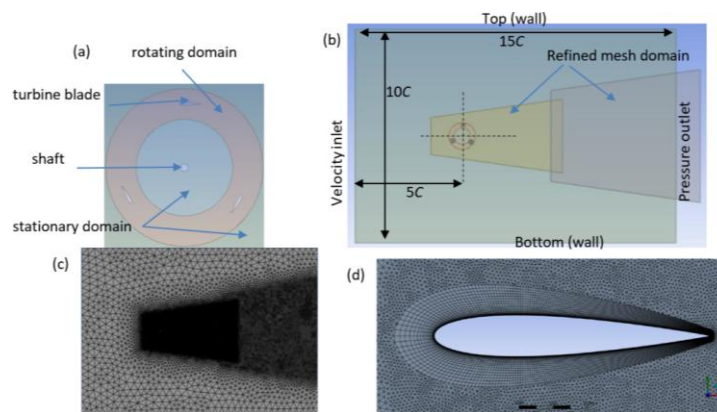 (a)
rotating domain
turbine blade
shaft
stationary domain
(b)
Top (wall)
15C
Refined mesh domain
10C
Velocity inlet
5C
Pressure outlet
Bottom (wall)
(c)
(d)